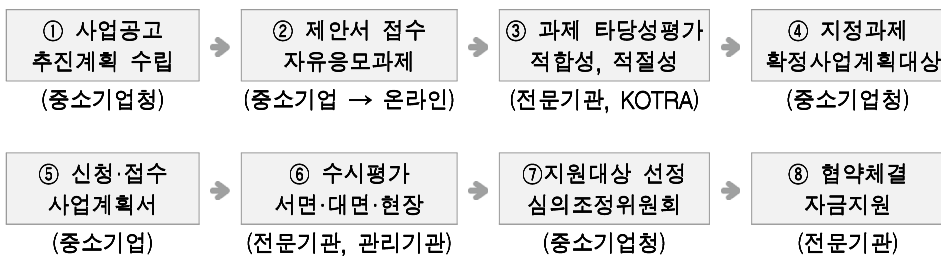 ① 사업공고
추진계획 수립
(중소기업청)
② 제안서 접수
자유응모과제
(중소기업 → 온라인)
③ 과제 타당성평가
적합성, 적절성
(전문기관, KOTRA)
④ 지정과제
확정사업계획대상
(중소기업청)
⑤ 신청·접수
사업계획서
(중소기업)
⑥ 수시평가
서면·대면·현장
(전문기관, 관리기관)
⑦지원대상 선정
심의조정위원회
(중소기업청)
⑧ 협약체결
자금지원
(전문기관)